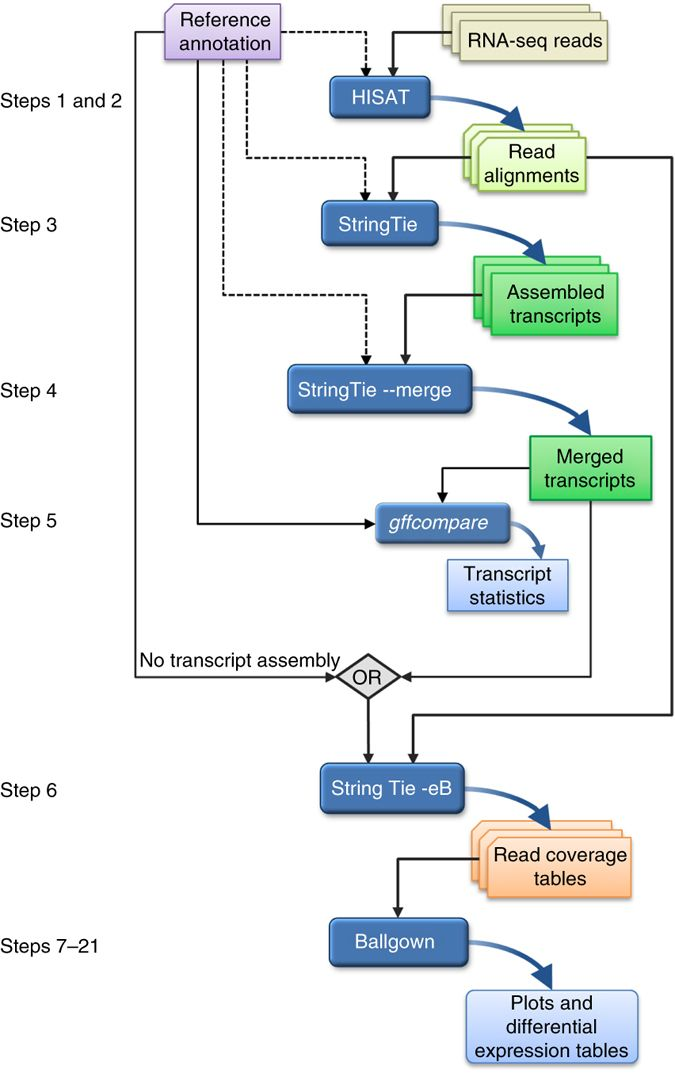 Reference
annotation
RNA-seq reads
Steps 1 and 2
HISAT
Read
alignments
Step 3
StringTie
Assembled
transcripts
Step 4
StringTie --merge
Merged
transcripts
Step 5
gffcompare
Transcript
statistics
No transcript assembly
OR
Step 6
String Tie -eB
Read coverage
tables
Steps 7–21
Ballgown
Plots and
differential
expression tables